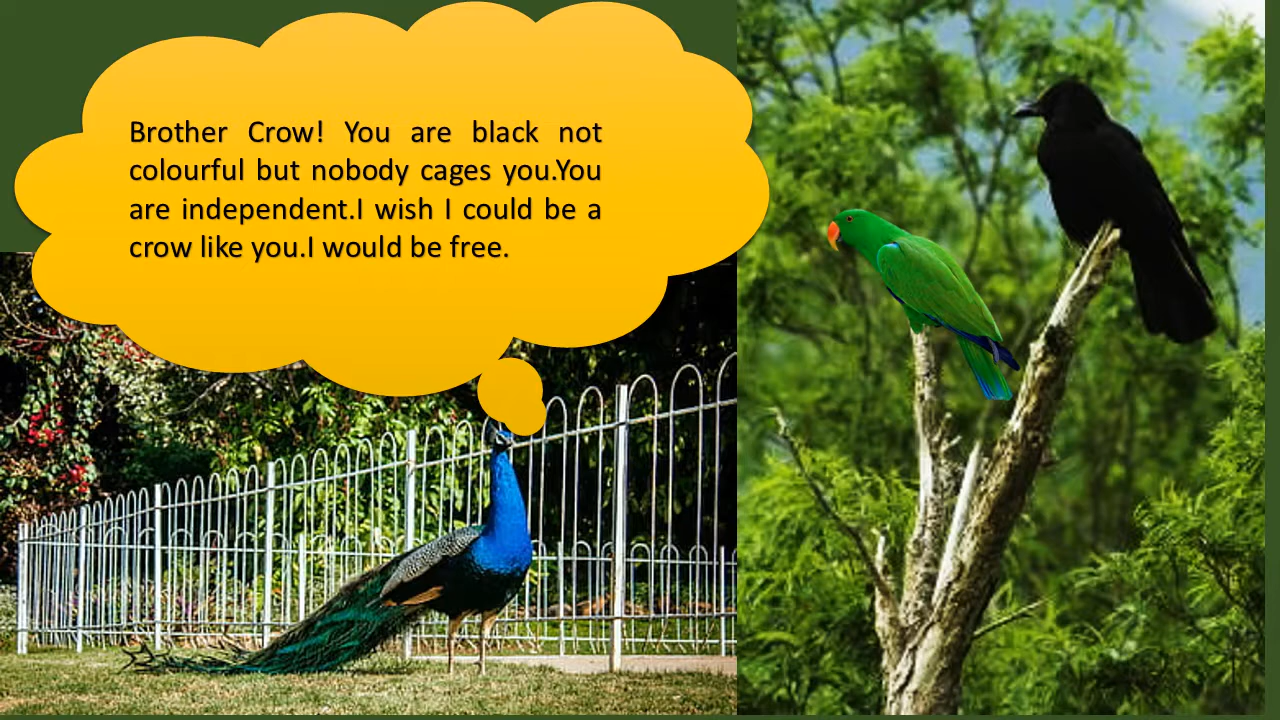 Brother Crow! You are black not
colourful but nobody cages you.You
are independent.I wish I could be a
crow like you.I would be free.